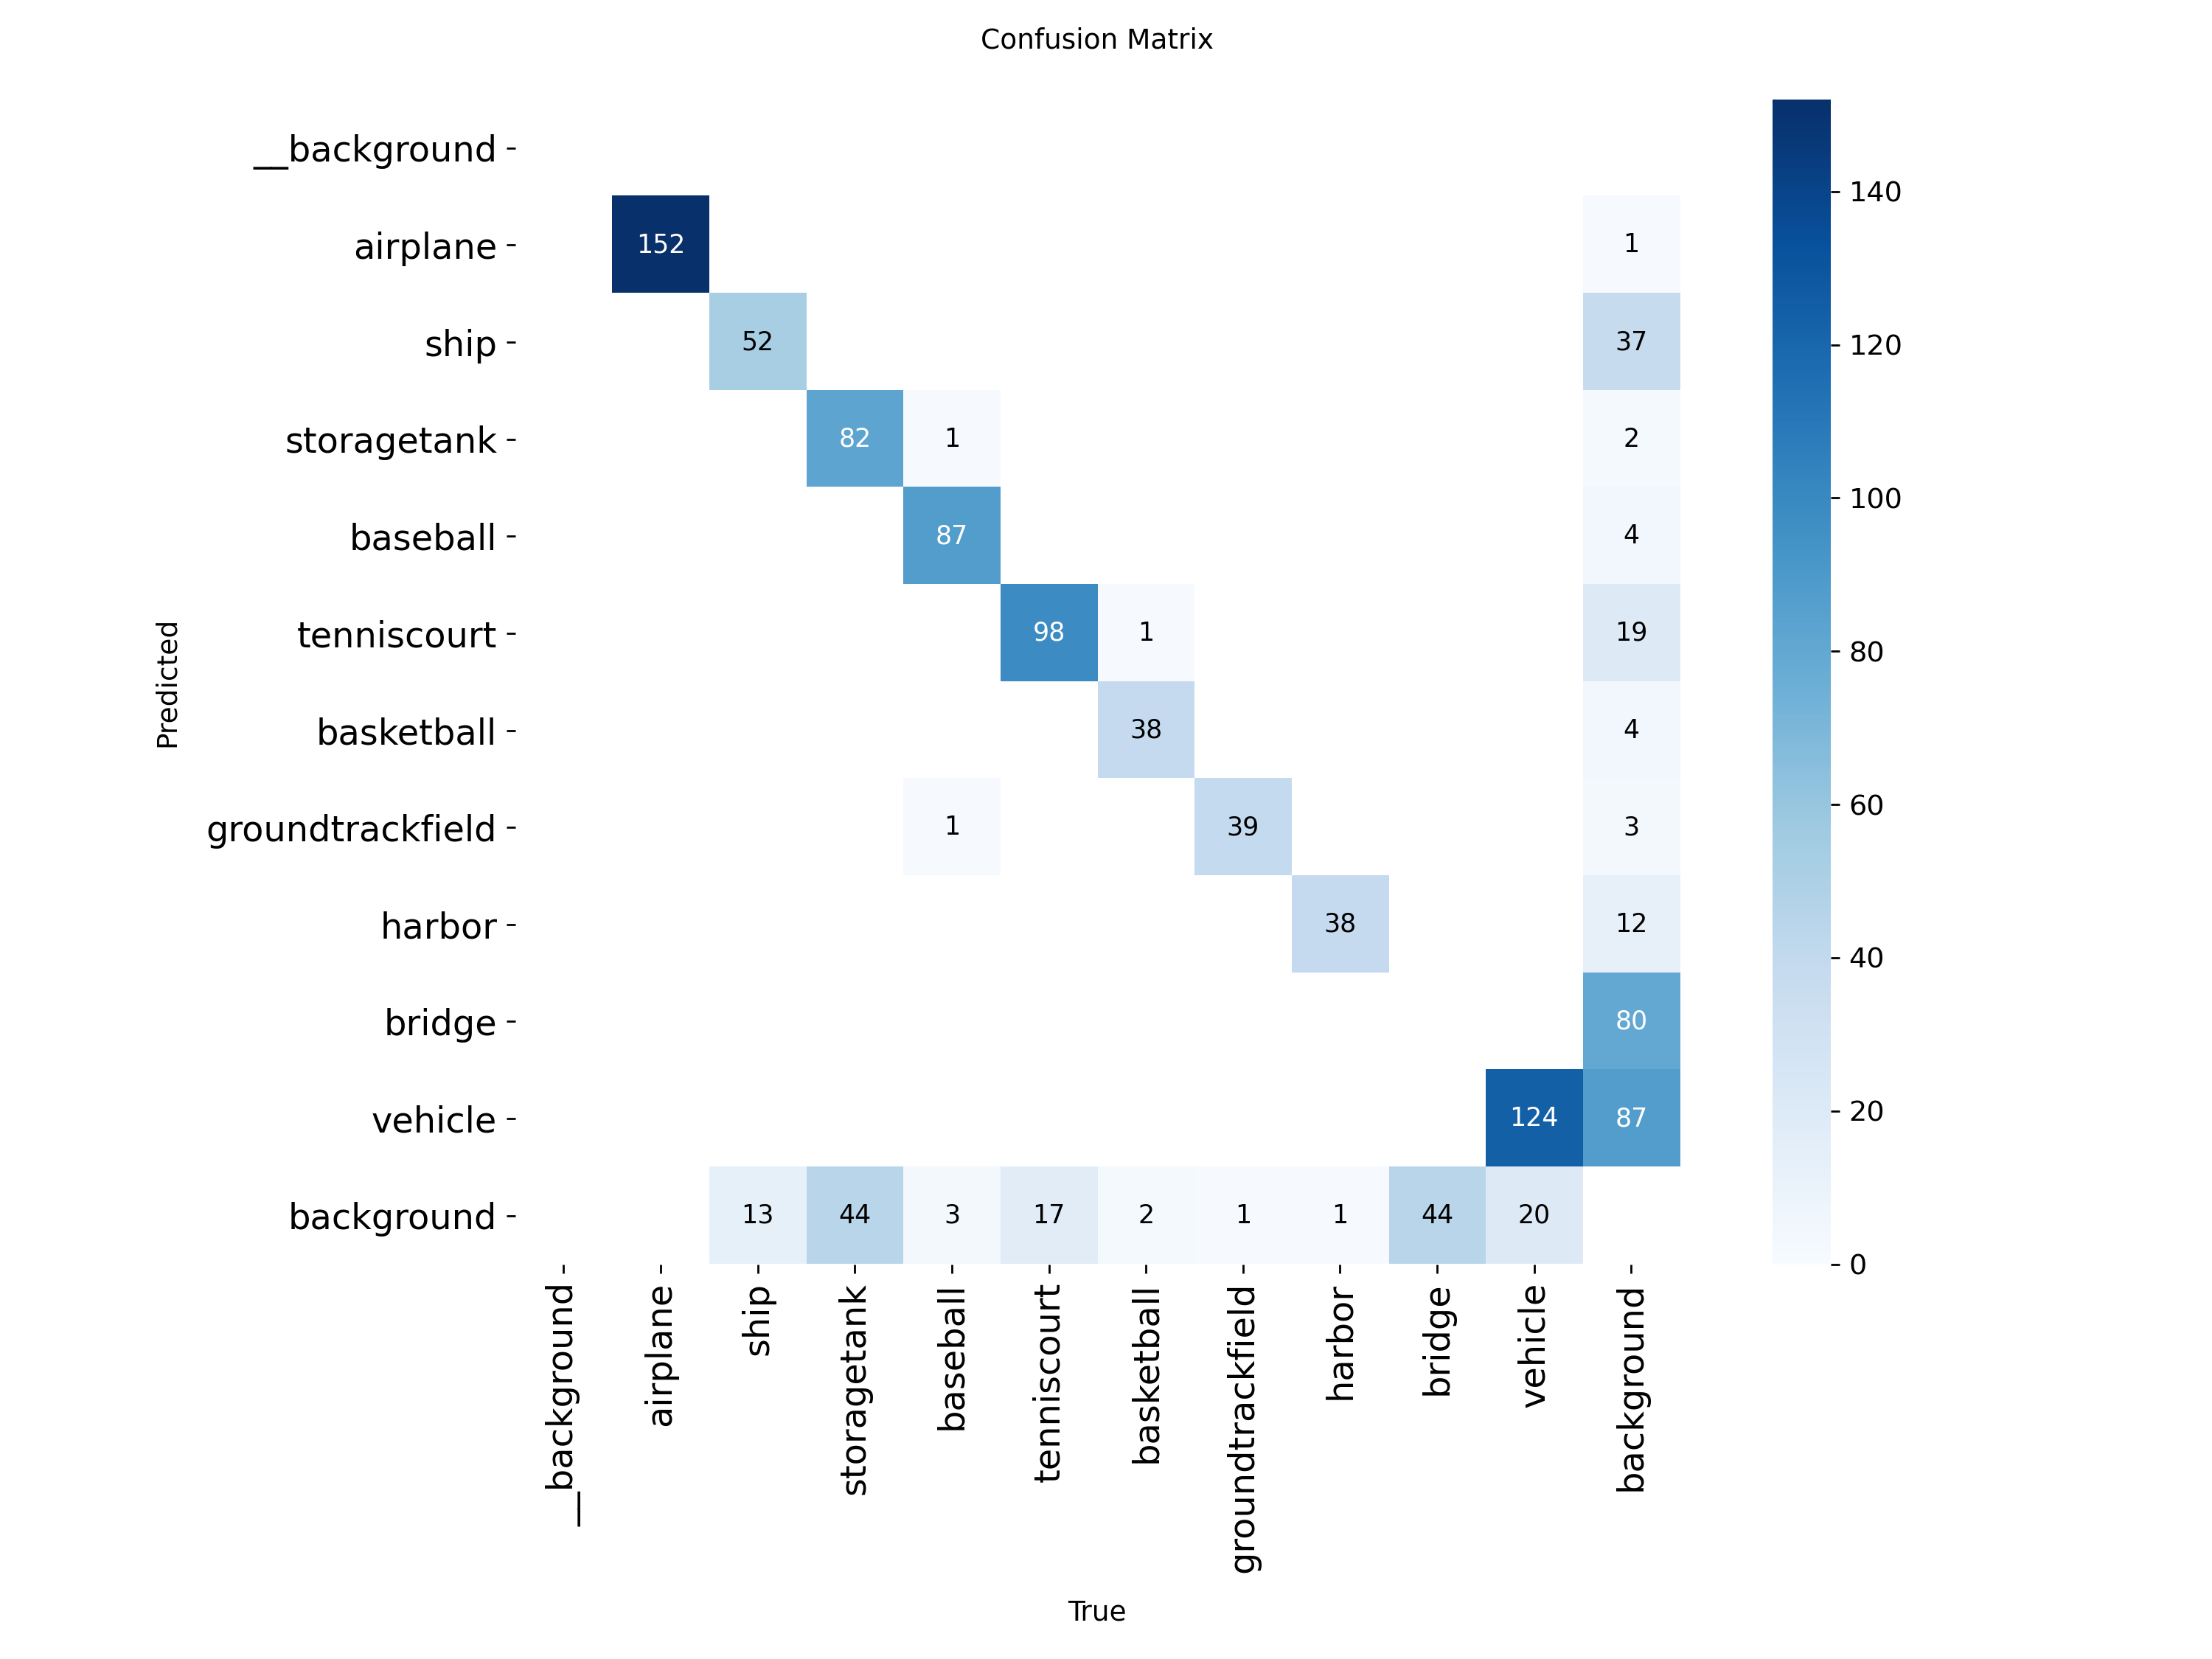 Confusion Matrix
__background
airplane 152 1
ship 52 37
storagetank 82 1 2
baseball 87 4
tenniscourt 98 1 19
basketball 38 4
groundtrackfield 1 39 3
harbor 38 12
bridge 80
vehicle 124 87
background 13 44 3 17 2 1 1 44 20
Predicted
__background airplane ship storagetank baseball tenniscourt basketball groundtrackfield harbor bridge vehicle background
True
140
120
100
80
60
40
20
0